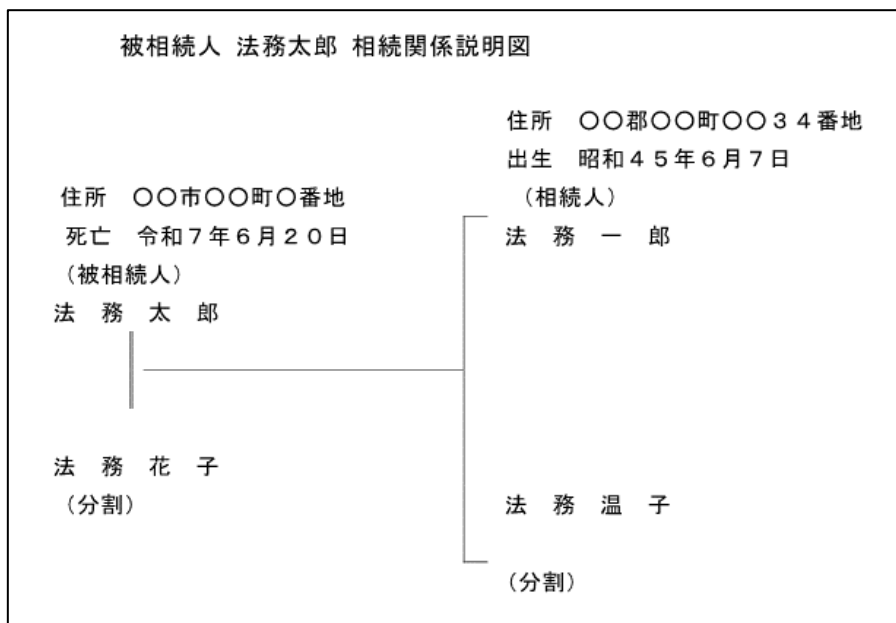 被相続人 法務太郎 相続関係説明図
住所　〇〇郡〇〇町〇〇３４番地
出生　昭和４５年６月７日
（相続人）
法　務　一　郎
住所　〇〇市〇〇町〇番地
死亡　令和７年６月２０日
（被相続人）
法　務　太　郎
法　務　花　子
（分割）
法　務　温　子
（分割）